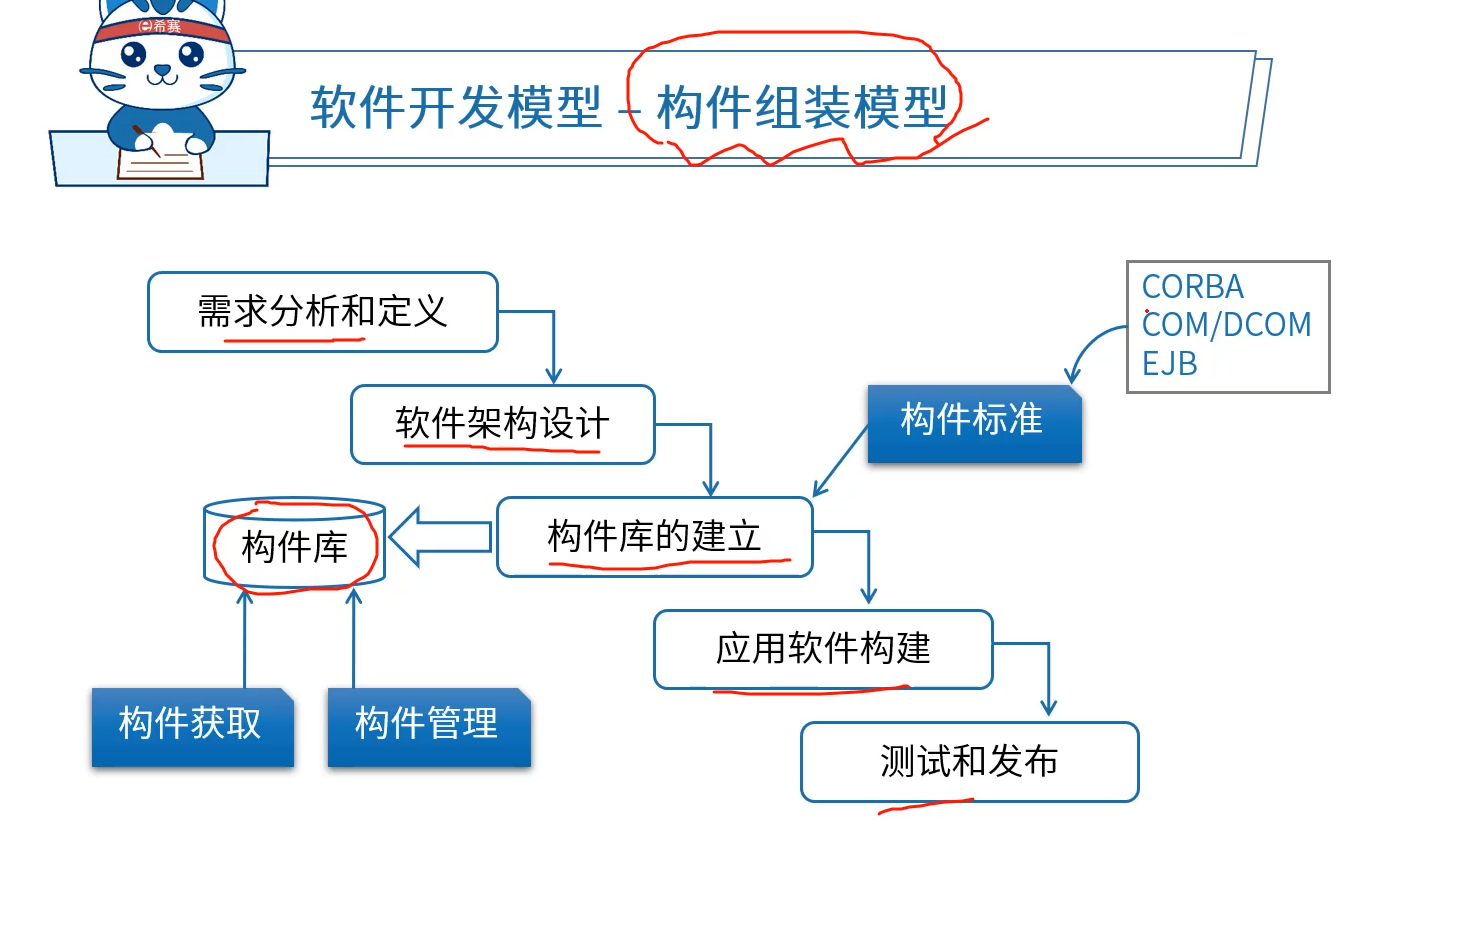 e希赛
软件开发模型 – 构件组装模型
需求分析和定义
CORBA
COM/DCOM
EJB
软件架构设计
构件标准
构件库
构件库的建立
应用软件构建
构件获取
构件管理
测试和发布